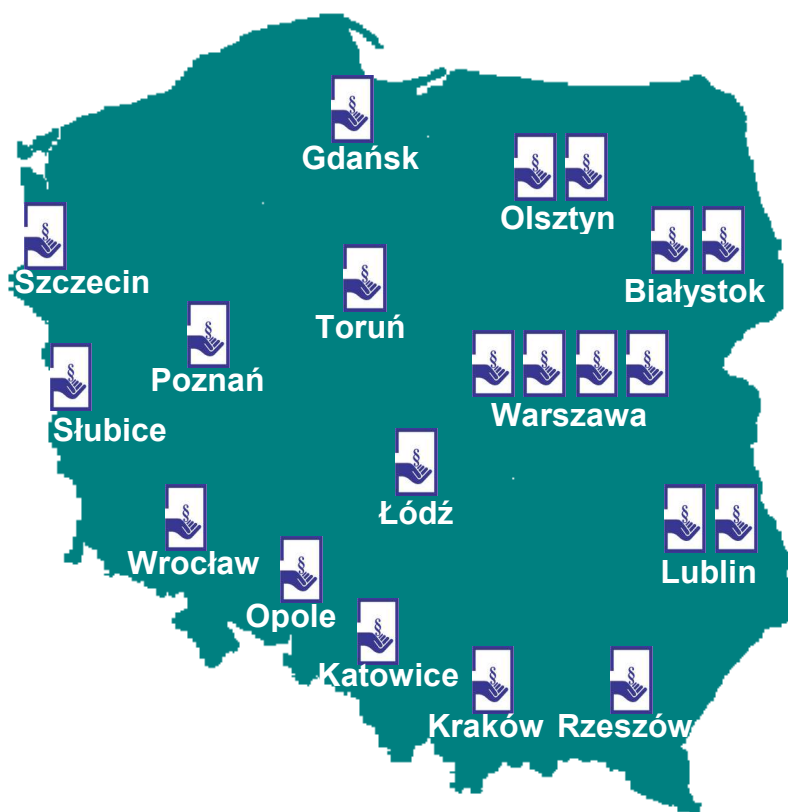 §
Gdańsk
§ §
Olsztyn
§
Szczecin
§ §
Białystok
§
Toruń
§
Poznań
§ § § §
Warszawa
§
Słubice
§
Łódź
§
Wrocław
§ §
Lublin
§
Opole
§
Katowice
§
Kraków
§
Rzeszów